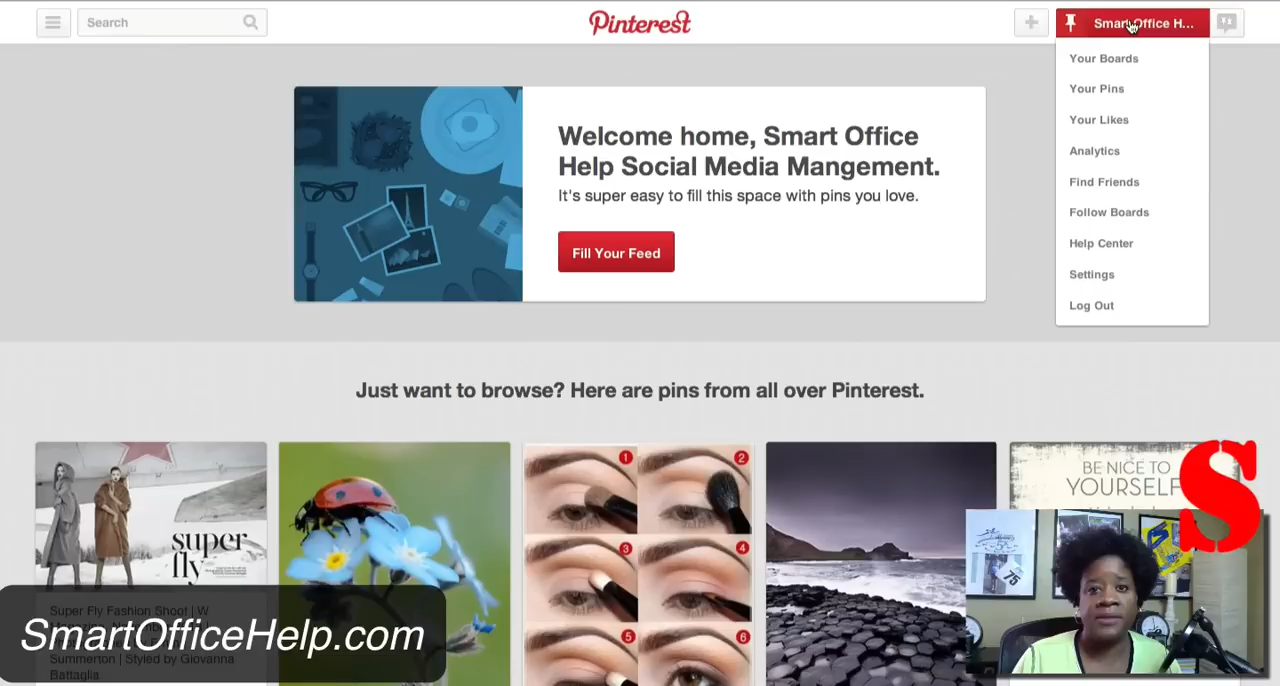 Search
Pinterest
SmartOffice H...
Your Boards
Your Pins
Your Likes
Analytics
Find Friends
Follow Boards
Help Center
Settings
Log Out
Welcome home, Smart Office
Help Social Media Mangement.
It's super easy to fill this space with pins you love.
Fill Your Feed
Just want to browse? Here are pins from all over Pinterest.
super
fly
Super Fly Fashion Shoot | W
Summerton | Styled by Giovanna
Battaglia
1
2
3
4
5
6
BE NICE TO
YOURSELF
S
75
SmartOfficeHelp.com